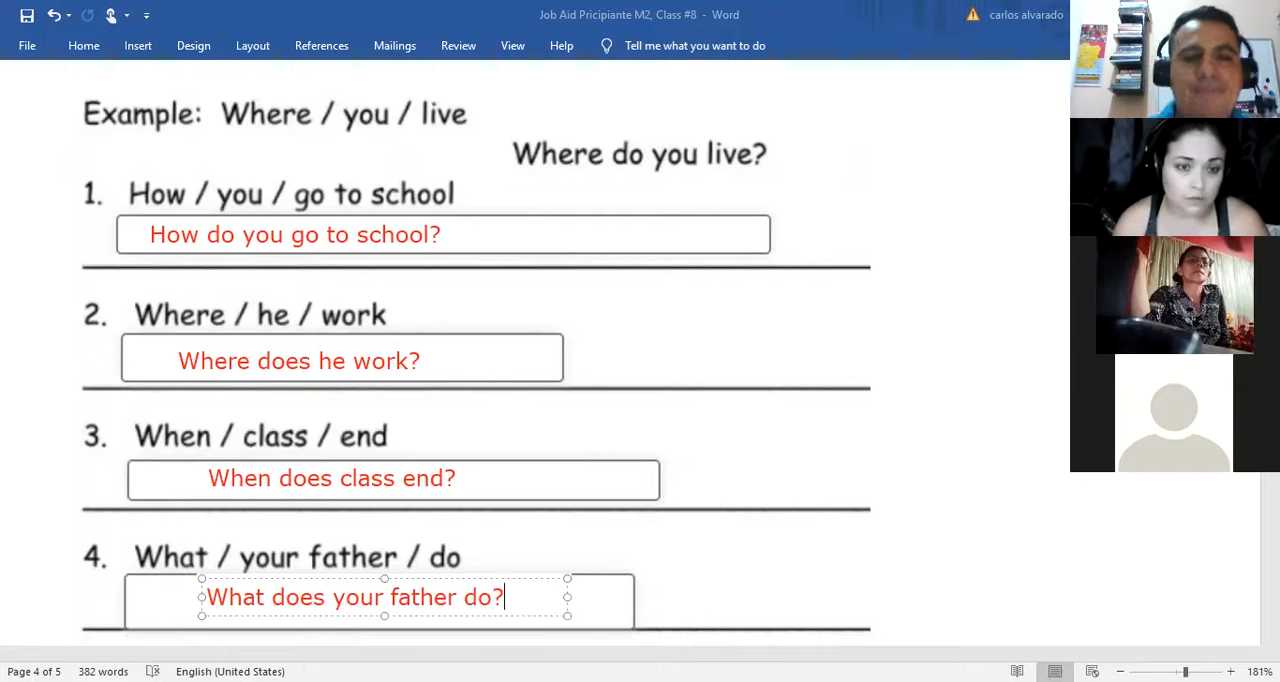 Job Aid Pricipiante M2, Class #8 - Word
carlos alvarado
File Home Insert Design Layout References Mailings Review View Help Tell me what you want to do
Example: Where / you / live
Where do you live?
1. How / you / go to school
How do you go to school?
2. Where / he / work
Where does he work?
3. When / class / end
When does class end?
4. What / your father / do
What does your father do?
Page 4 of 5 382 words English (United States) 181%